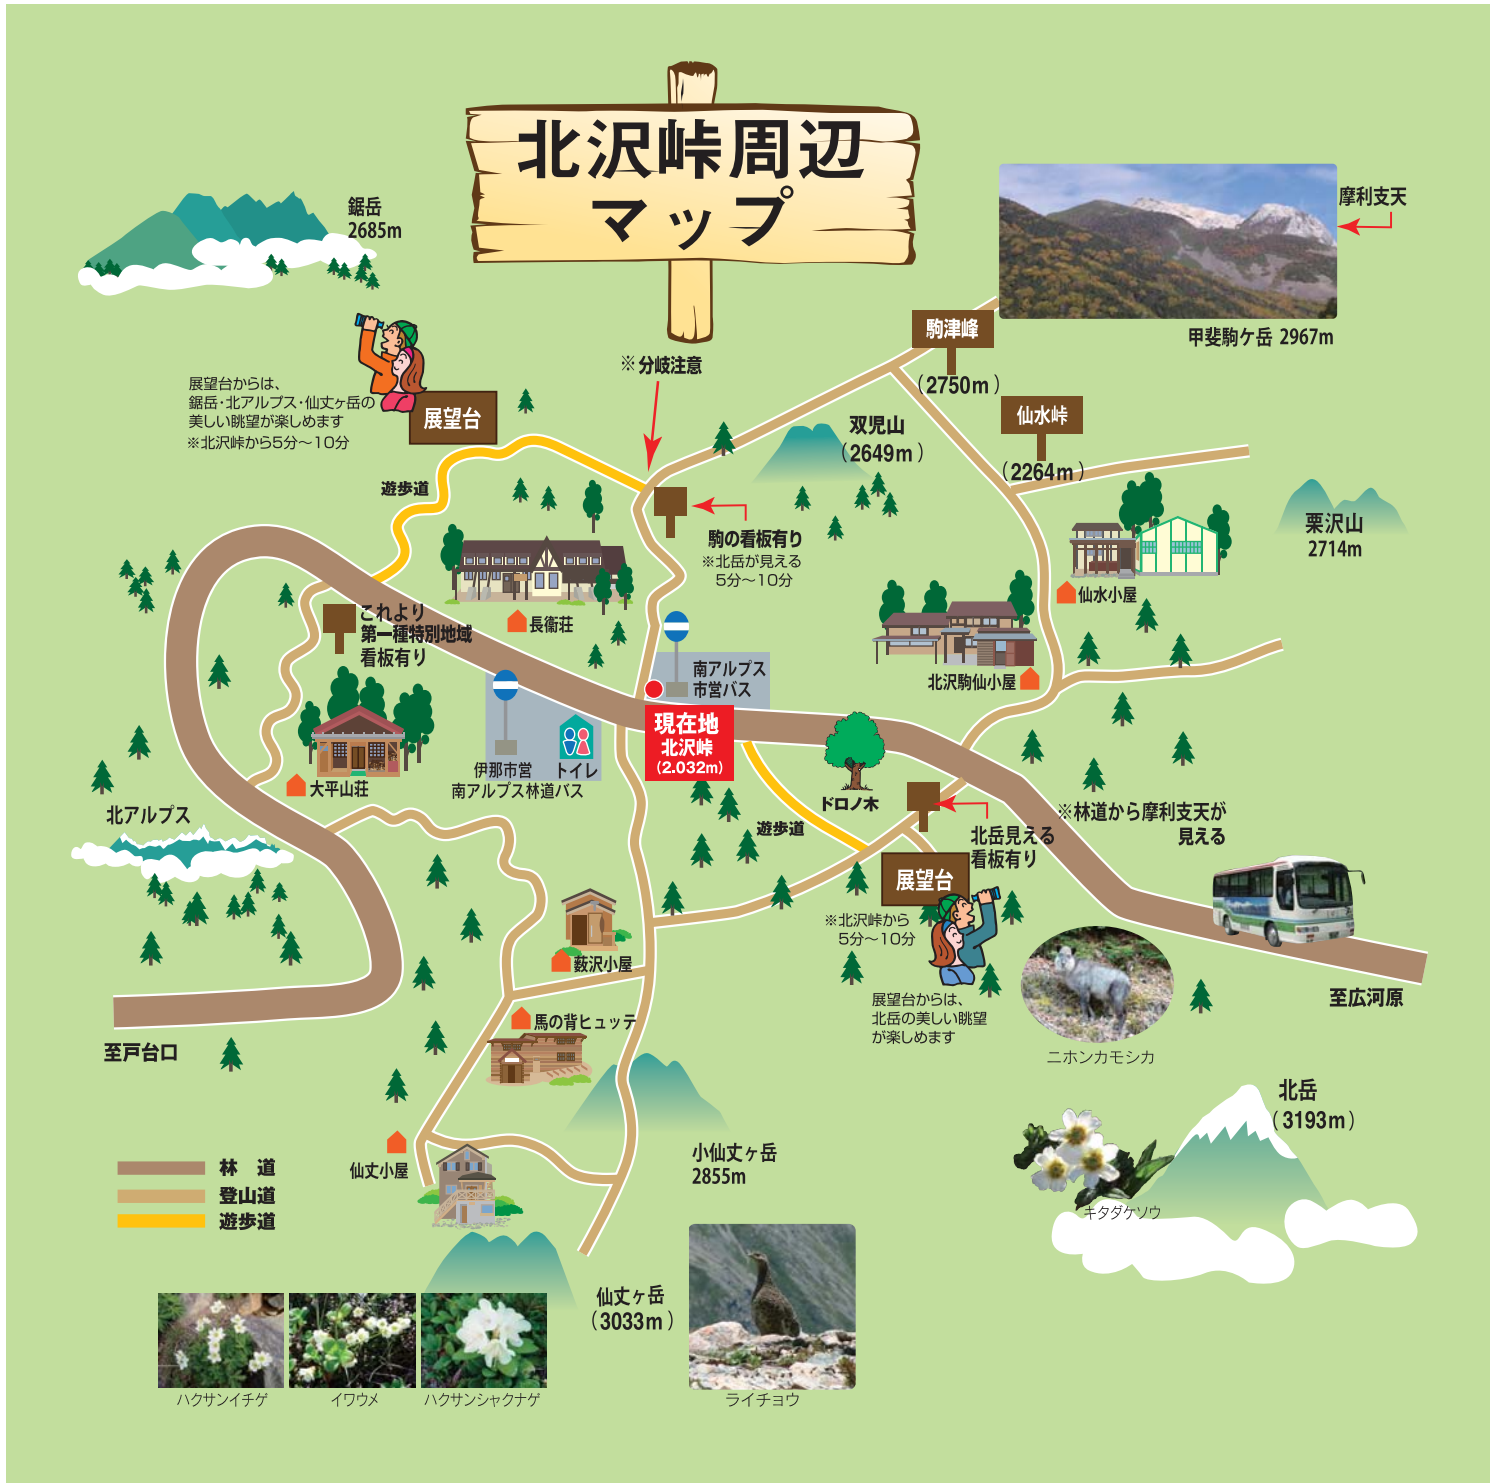 北沢峠周辺
マップ
鋸岳
2685m
摩利支天
甲斐駒ケ岳 2967m
駒津峰
(2750m)
※分岐注意
展望台からは、
鋸岳・北アルプス・仙丈ヶ岳の
美しい眺望が楽しめます
※北沢峠から5分〜10分
展望台
仙水峠
(2264m)
双児山
(2649m)
遊歩道
駒の看板有り
※北岳が見える
5分〜10分
栗沢山
2714m
仙水小屋
長衞荘
これより
第一種特別地域
看板有り
南アルプス
市営バス
北沢駒仙小屋
現在地
北沢峠
(2.032m)
伊那市営
南アルプス林道バス
トイレ
大平山荘
北アルプス
ドロノ木
遊歩道
※林道から摩利支天が
見える
北岳見える
看板有り
展望台
※北沢峠から
5分〜10分
薮沢小屋
展望台からは、
北岳の美しい眺望
が楽しめます
至広河原
馬の背ヒュッテ
至戸台口
ニホンカモシカ
北岳
(3193m)
小仙丈ヶ岳
2855m
仙丈小屋
林 道
登山道
遊歩道
キタダケソウ
仙丈ヶ岳
(3033m)
ハクサンイチゲ
イワウメ
ハクサンシャクナゲ
ライチョウ